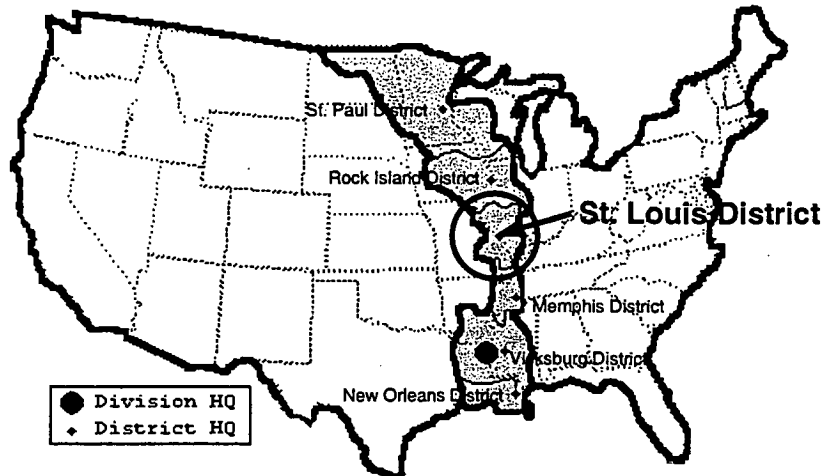 St. Paul District
Rock Island District
St. Louis District
Memphis District
Vicksburg District
New Orleans District
Division HQ
District HQ